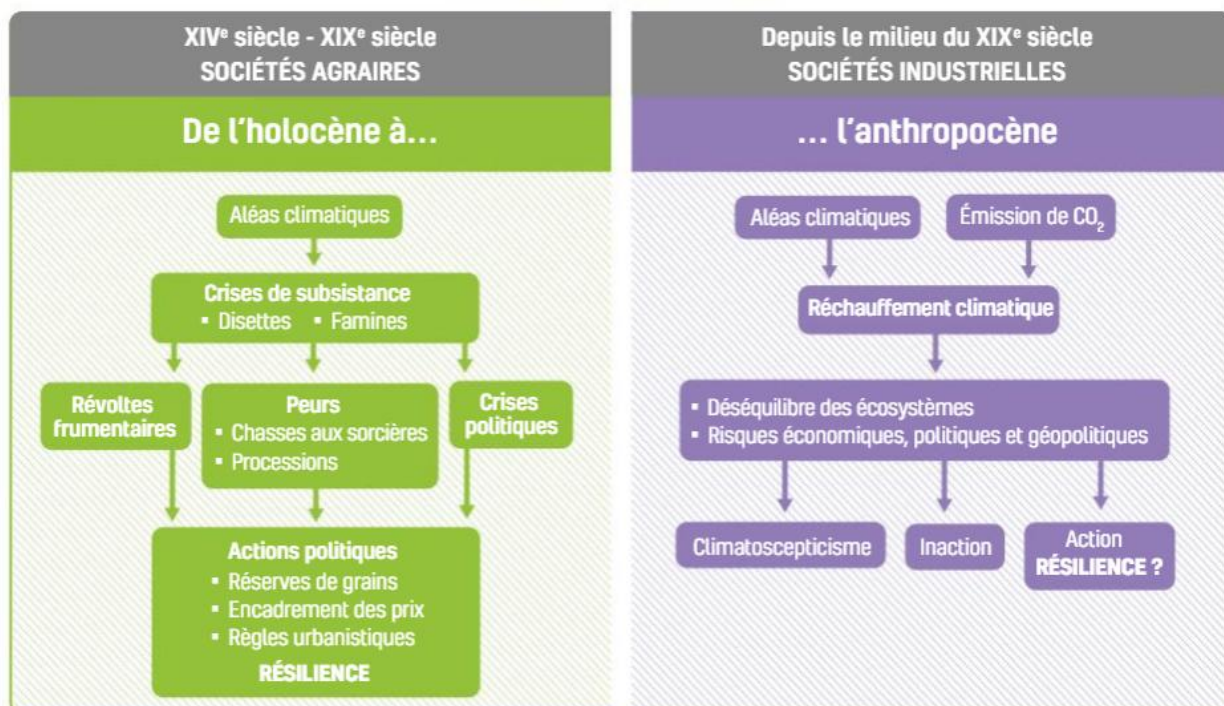 XIVᵉ siècle - XIXᵉ siècle
SOCIÉTÉS AGRAIRES
De l'holocène à...
Aléas climatiques
Crises de subsistance
▪ Disettes ▪ Famines
Révoltes
frumentaires
Peurs
▪ Chasses aux sorcières
▪ Processions
Crises
politiques
Actions politiques
▪ Réserves de grains
▪ Encadrement des prix
▪ Règles urbanistiques
RÉSILIENCE
Depuis le milieu du XIXᵉ siècle
SOCIÉTÉS INDUSTRIELLES
... l'anthropocène
Aléas climatiques
Émission de CO₂
Réchauffement climatique
▪ Déséquilibre des écosystèmes
▪ Risques économiques, politiques et géopolitiques
Climatoscepticisme
Inaction
Action
RÉSILIENCE ?